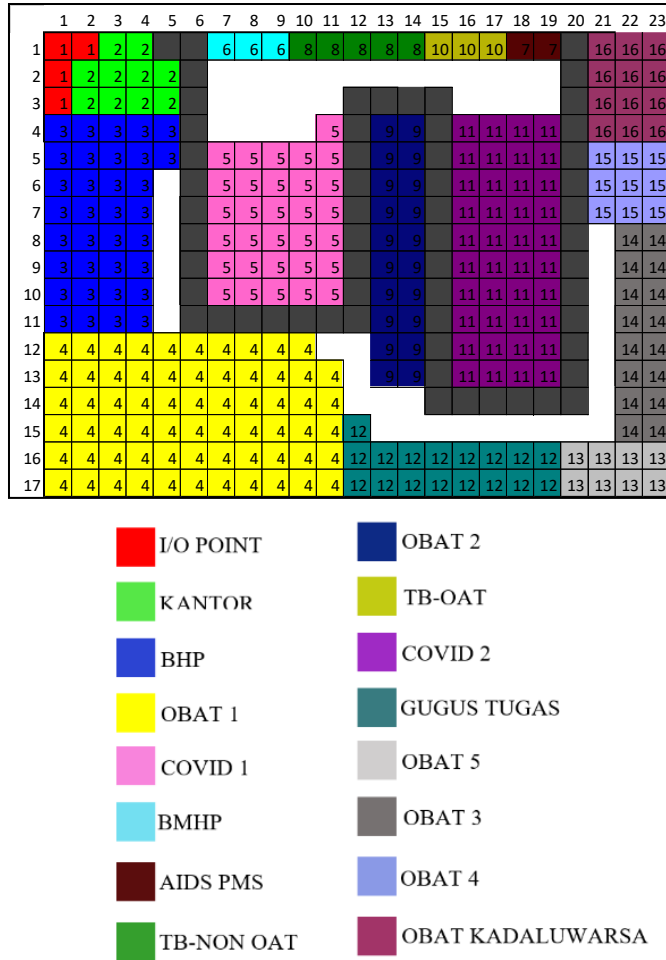 1 2 3 4 5 6 7 8 9 10 11 12 13 14 15 16 17 18 19 20 21 22 23
1 1 1 2 2 6 6 6 8 8 8 8 8 10 10 10 7 7 16 16 16
2 1 2 2 2 2 16 16 16
3 1 2 2 2 2 16 16 16
4 3 3 3 3 3 5 9 9 11 11 11 11 16 16 16
5 3 3 3 3 3 5 5 5 5 5 9 9 11 11 11 11 15 15 15
6 3 3 3 3 5 5 5 5 5 9 9 11 11 11 11 15 15 15
7 3 3 3 3 5 5 5 5 5 9 9 11 11 11 11 15 15 15
8 3 3 3 3 5 5 5 5 5 9 9 11 11 11 11 14 14
9 3 3 3 3 5 5 5 5 5 9 9 11 11 11 11 14 14
10 3 3 3 3 5 5 5 5 5 9 9 11 11 11 11 14 14
11 3 3 3 3 9 9 11 11 11 11 14 14
12 4 4 4 4 4 4 4 4 4 4 9 9 11 11 11 11 14 14
13 4 4 4 4 4 4 4 4 4 4 4 9 9 11 11 11 11 14 14
14 4 4 4 4 4 4 4 4 4 4 4 14 14
15 4 4 4 4 4 4 4 4 4 4 4 12 14 14
16 4 4 4 4 4 4 4 4 4 4 4 12 12 12 12 12 12 12 12 13 13 13 13
17 4 4 4 4 4 4 4 4 4 4 4 12 12 12 12 12 12 12 12 13 13 13 13
I/O POINT
KANTOR
BHP
OBAT 1
COVID 1
BMHP
AIDS PMS
TB-NON OAT
OBAT 2
TB-OAT
COVID 2
GUGUS TUGAS
OBAT 5
OBAT 3
OBAT 4
OBAT KADALUWARSA